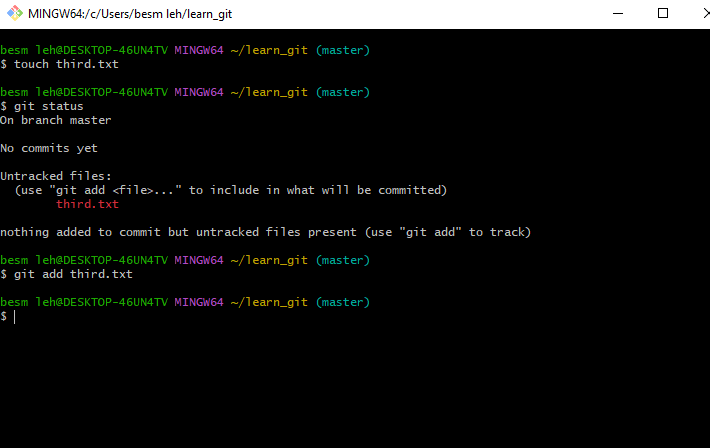 MINGW64:/c/Users/besm leh/learn_git
besm leh@DESKTOP-46UN4TV MINGW64 ~/learn_git (master)
$ touch third.txt
besm leh@DESKTOP-46UN4TV MINGW64 ~/learn_git (master)
$ git status
On branch master
No commits yet
Untracked files:
  (use "git add <file>..." to include in what will be committed)
        third.txt
nothing added to commit but untracked files present (use "git add" to track)
besm leh@DESKTOP-46UN4TV MINGW64 ~/learn_git (master)
$ git add third.txt
besm leh@DESKTOP-46UN4TV MINGW64 ~/learn_git (master)
$